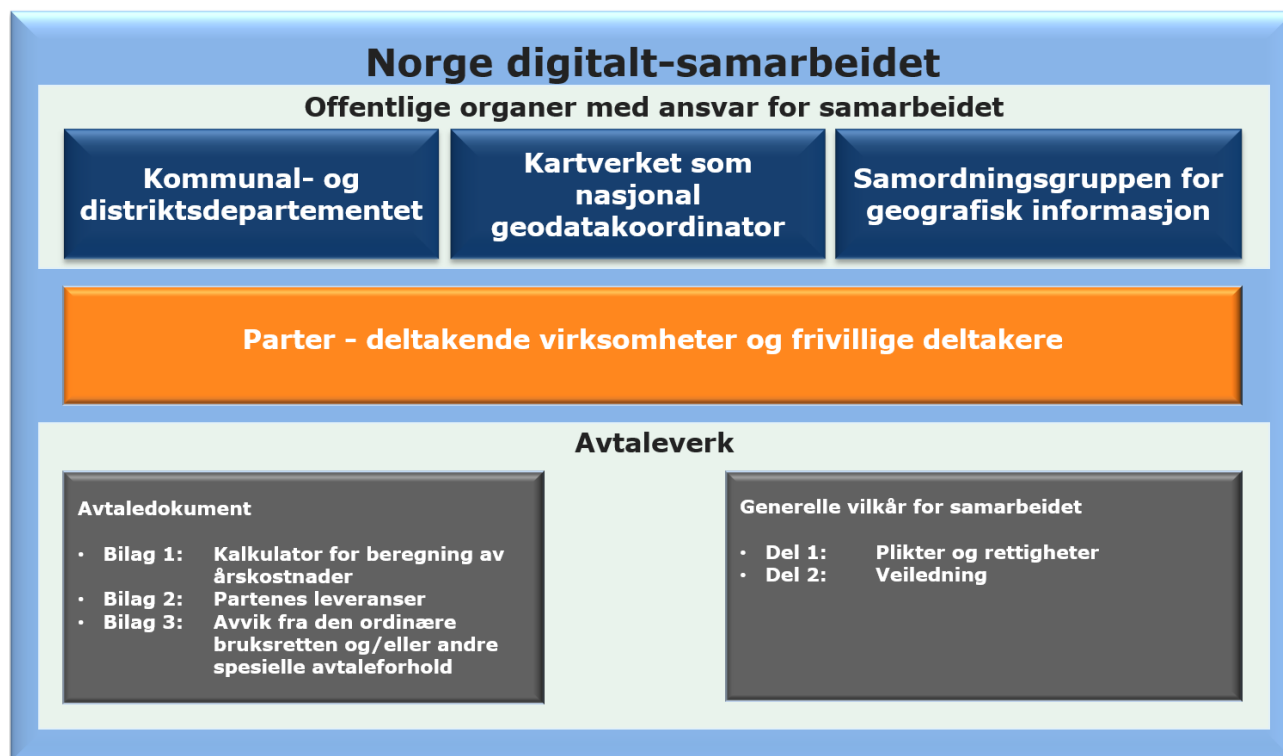 Norge digitalt-samarbeidet
Offentlige organer med ansvar for samarbeidet
Kommunal- og
distriktsdepartementet
Kartverket som
nasjonal
geodatakoordinator
Samordningsgruppen for
geografisk informasjon
Parter - deltakende virksomheter og frivillige deltakere
Avtaleverk
Avtaledokument
• Bilag 1: Kalkulator for beregning av
årskostnader
• Bilag 2: Partenes leveranser
• Bilag 3: Avvik fra den ordinære
bruksretten og/eller andre
spesielle avtaleforhold
Generelle vilkår for samarbeidet
• Del 1: Plikter og rettigheter
• Del 2: Veiledning